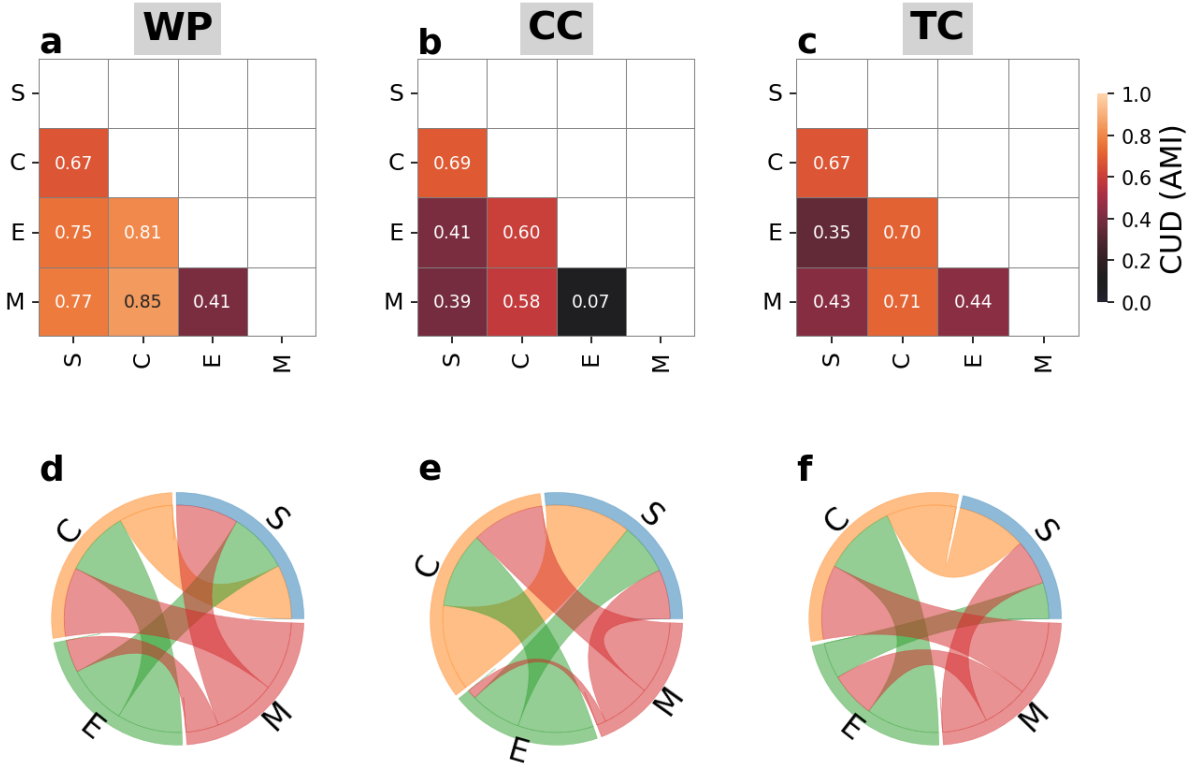 WP
CC
TC
a
b
c
S
C
E
M
0.67
0.75 0.81
0.77 0.85 0.41
S C E M
S
C
E
M
0.69
0.41 0.60
0.39 0.58 0.07
S C E M
S
C
E
M
0.67
0.35 0.70
0.43 0.71 0.44
S C E M
1.0
0.8
0.6
0.4
0.2
0.0
CUD (AMI)
d
C
S
E
M
e
C
S
E
M
f
C
S
E
M